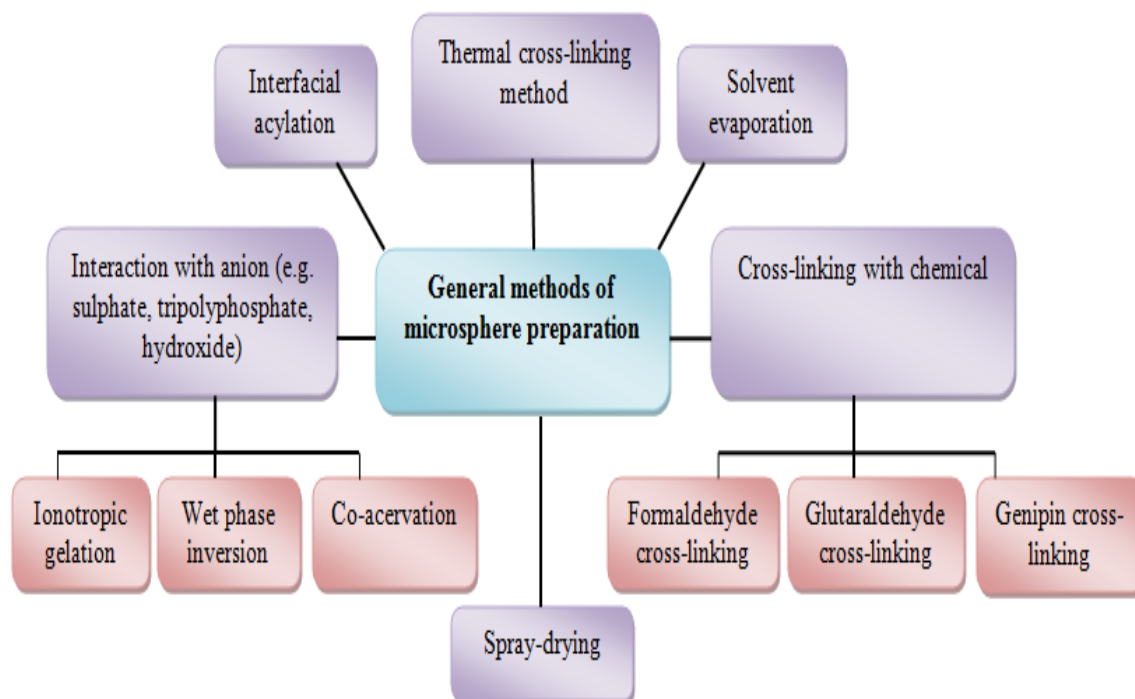 Interfacial
acylation
Thermal cross-linking
method
Solvent
evaporation
Interaction with anion (e.g.
sulphate, tripolyphosphate,
hydroxide)
General methods of
microsphere preparation
Cross-linking with chemical
Ionotropic
gelation
Wet phase
inversion
Co-acervation
Formaldehyde
cross-linking
Glutaraldehyde
cross-linking
Genipin cross-
linking
Spray-drying